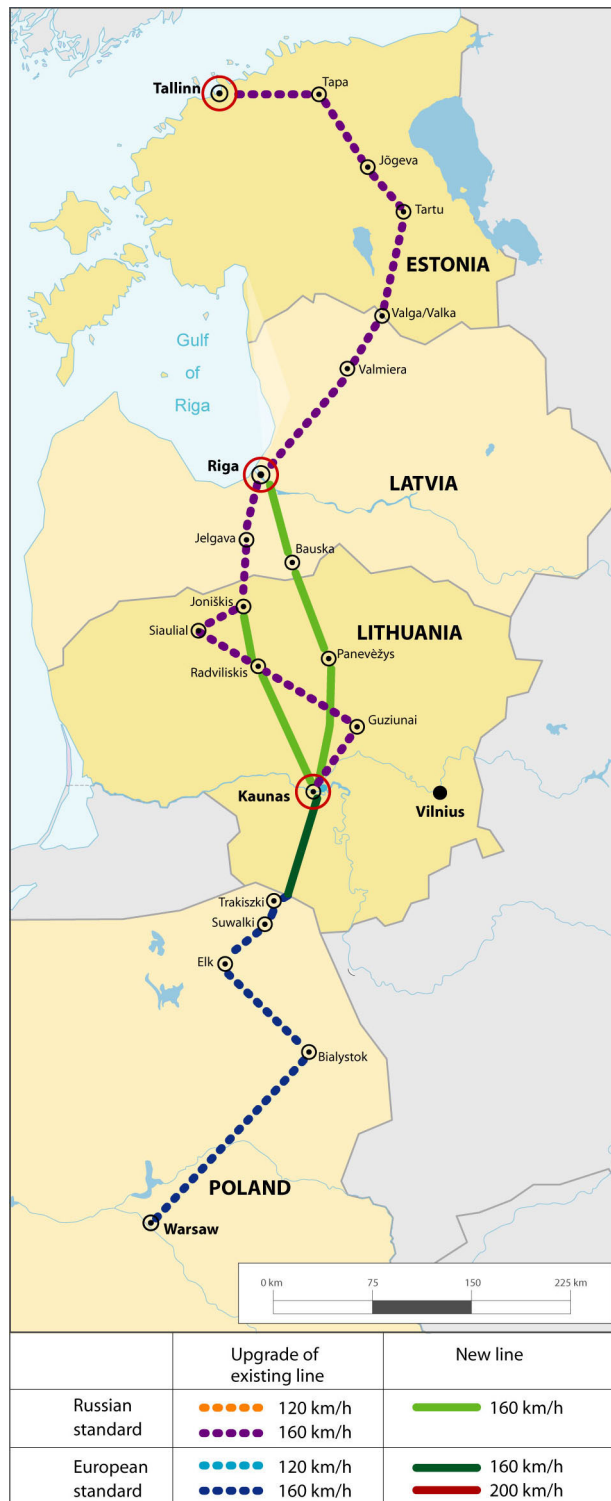 Tallinn
Tapa
Jõgeva
Tartu
ESTONIA
Valga/Valka
Gulf
of
Riga
Valmiera
Riga
LATVIA
Jelgava
Bauska
Joniškis
Siaulial
LITHUANIA
Radviliskis
Panevèžys
Guziunai
Kaunas
Vilnius
Trakiszki
Suwalki
Elk
Bialystok
POLAND
Warsaw
0 km 75 150 225 km
Upgrade of
existing line
New line
Russian
standard
120 km/h
160 km/h
160 km/h
European
standard
120 km/h
160 km/h
160 km/h
200 km/h